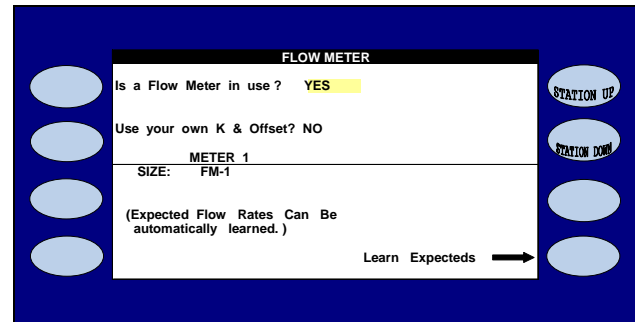 FLOW METER
Is a Flow Meter in use ? YES
STATION UP
Use your own K & Offset? NO
STATION DOWN
METER 1
SIZE: FM-1
(Expected Flow Rates Can Be
automatically learned. )
Learn Expecteds